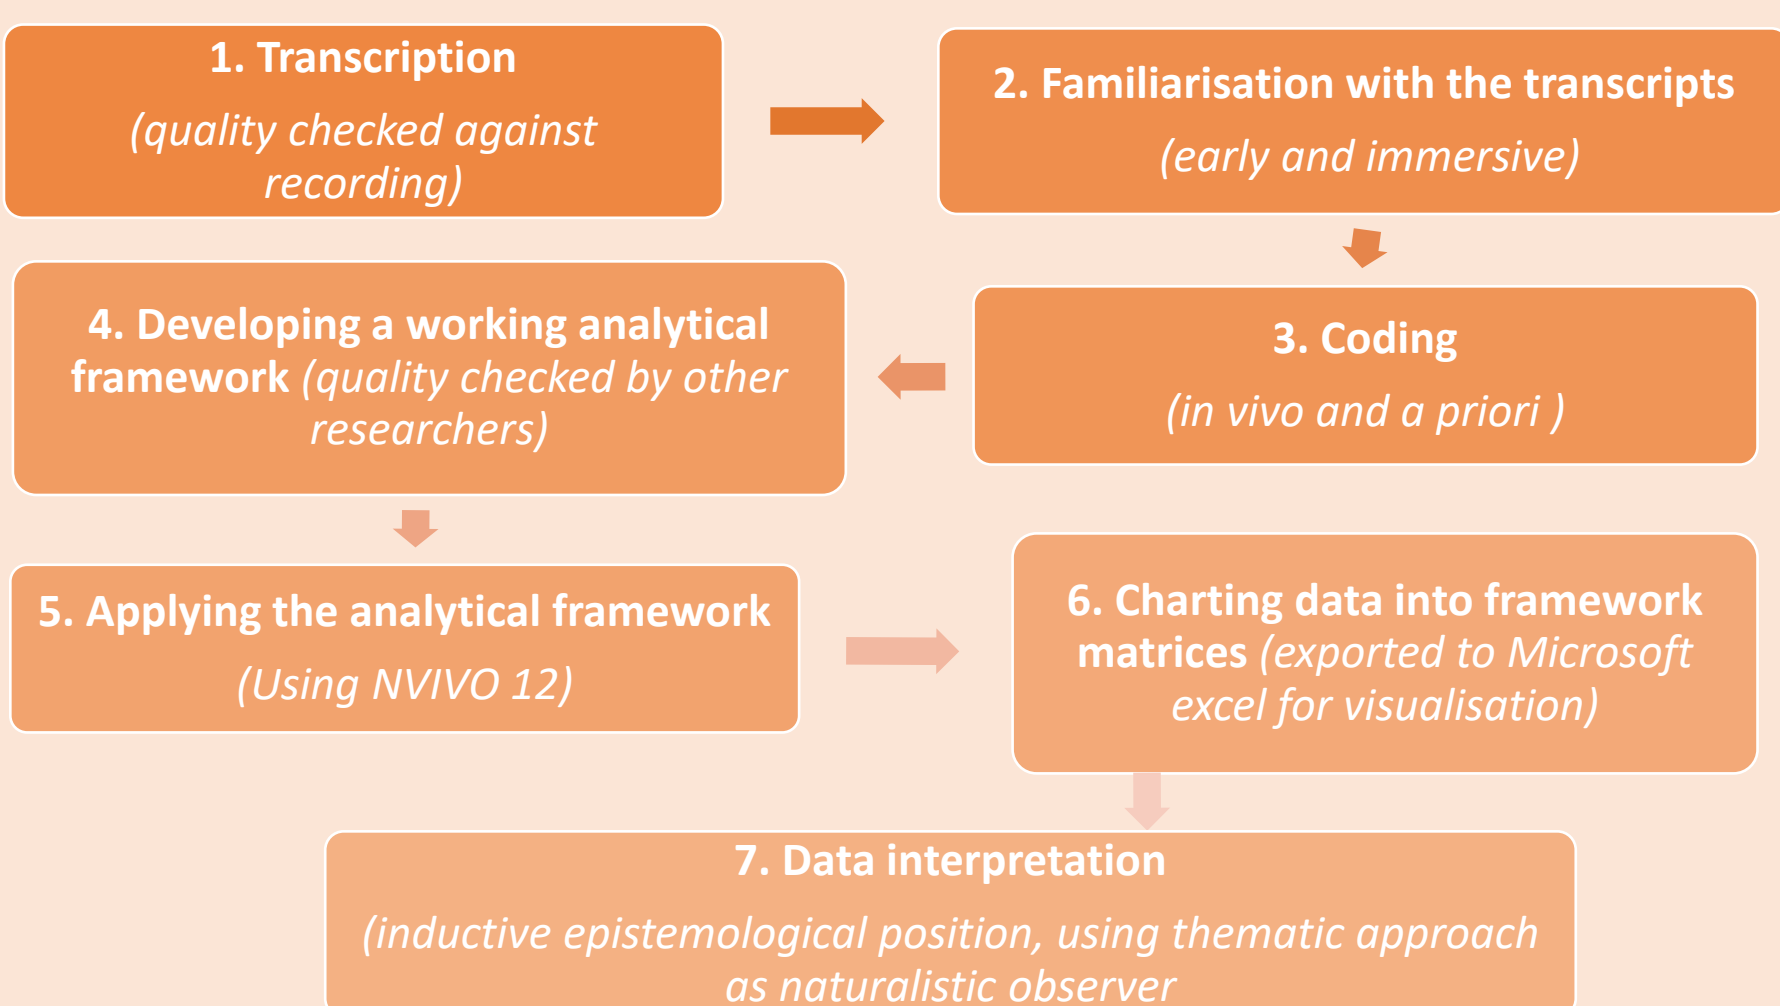 1. Transcription
(quality checked against
recording)
2. Familiarisation with the transcripts
(early and immersive)
3. Coding
(in vivo and a priori )
4. Developing a working analytical
framework (quality checked by other
researchers)
5. Applying the analytical framework
(Using NVIVO 12)
6. Charting data into framework
matrices (exported to Microsoft
excel for visualisation)
7. Data interpretation
(inductive epistemological position, using thematic approach
as naturalistic observer